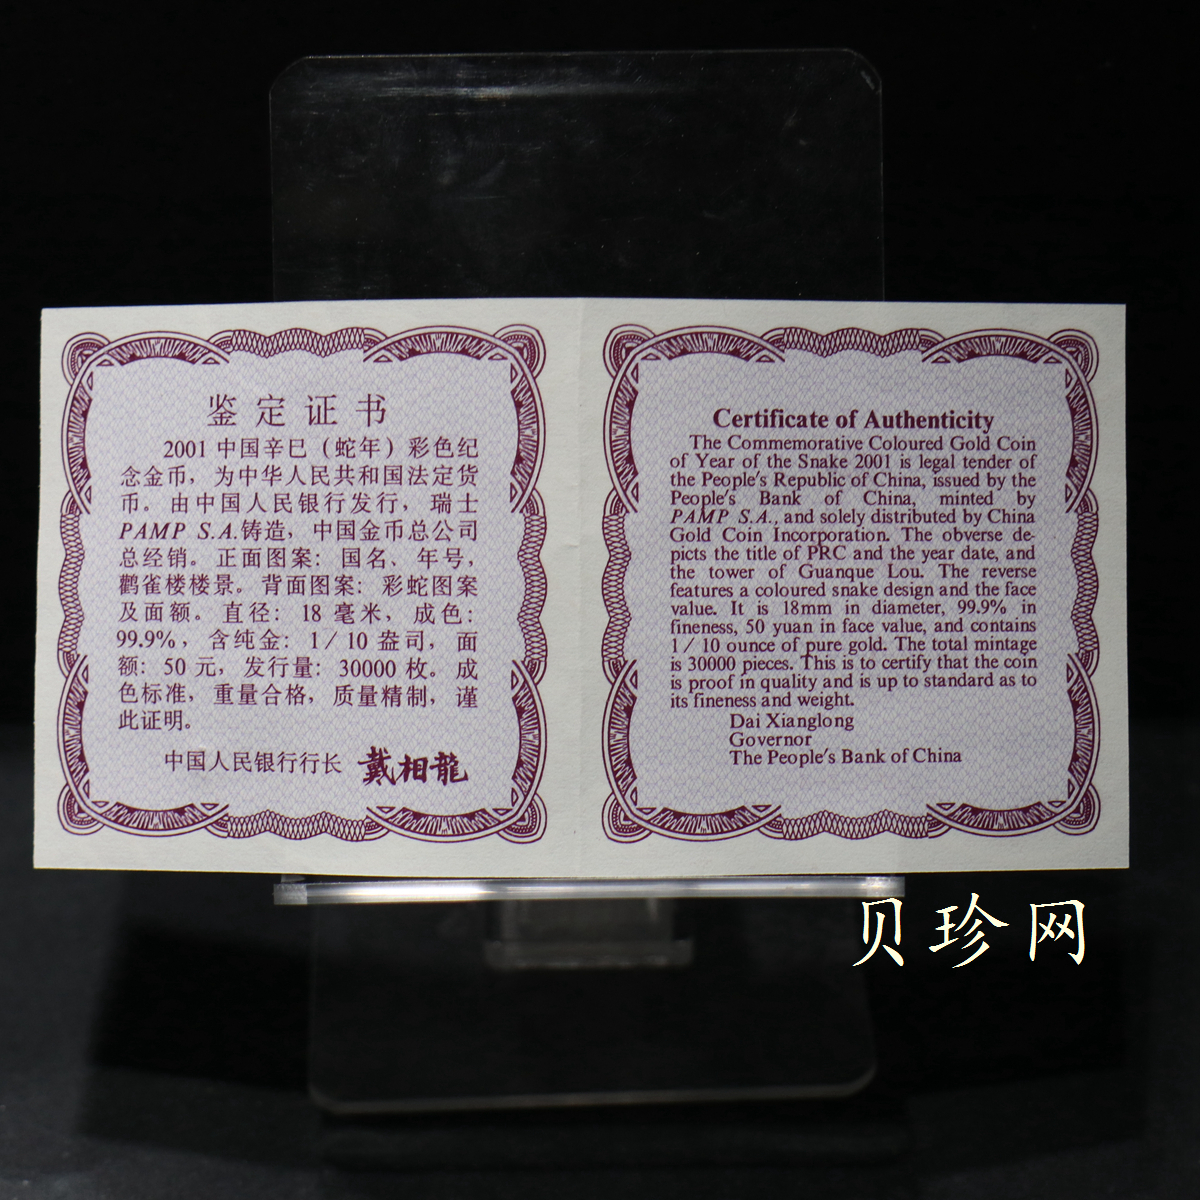 鉴定证书
2001 中国辛巳（蛇年）彩色纪
念金币，为中华人民共和国法定货
币。由中国人民银行发行，瑞士
PAMP S.A.铸造，中国金币总公司
总经销。正面图案：国名、年号，
鹳雀楼楼景。背面图案：彩蛇图案
及面额。直径：18 毫米，成色：
99.9%，含纯金：1／10 盎司，面
额：50 元，发行量：30000 枚。成
色标准，重量合格，质量精制，谨
此证明。
中国人民银行行长 戴相龍
Certificate of Authenticity
The Commemorative Coloured Gold Coin
of Year of the Snake 2001 is legal tender of
the People's Republic of China, issued by the
People's Bank of China, minted by
PAMP S.A., and solely distributed by China
Gold Coin Incorporation. The obverse de-
picts the title of PRC and the year date, and
the tower of Guanque Lou. The reverse
features a coloured snake design and the face
value. It is 18mm in diameter, 99.9% in
fineness, 50 yuan in face value, and contains
1／10 ounce of pure gold. The total mintage
is 30000 pieces. This is to certify that the coin
is proof in quality and is up to standard as to
its fineness and weight.
Dai Xianglong
Governor
The People's Bank of China
贝珍网